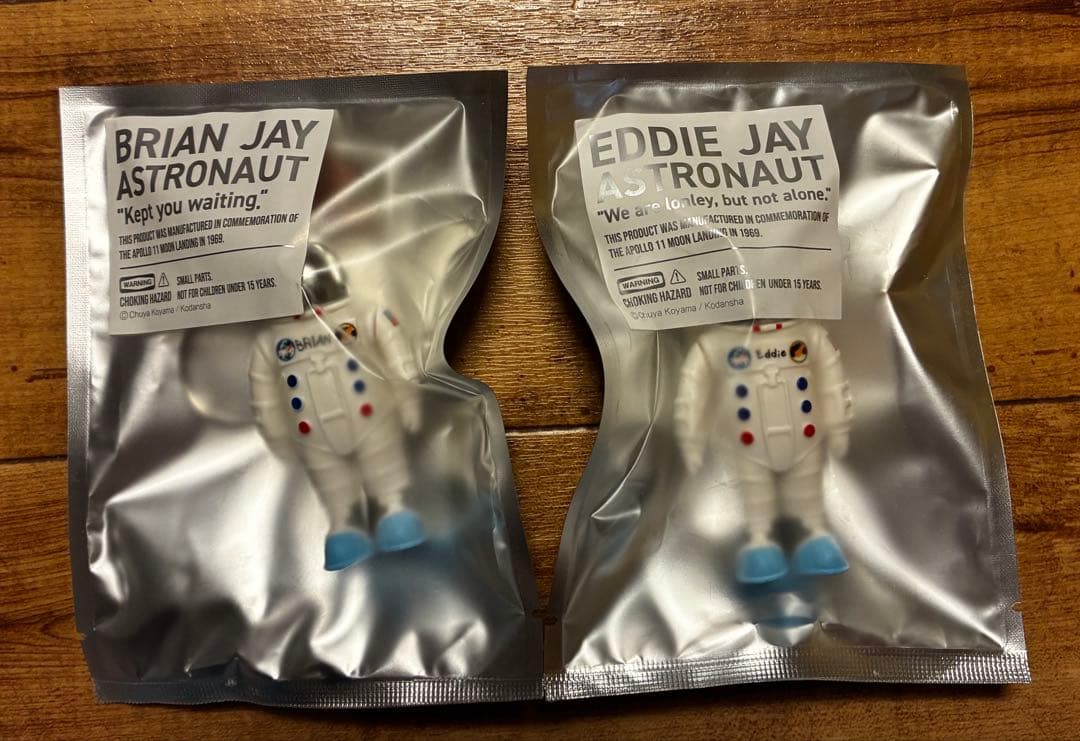 BRIAN JAY
ASTRONAUT
"Kept you waiting."
THIS PRODUCT WAS MANUFACTURED IN COMMEMORATION OF
THE APOLLO 11 MOON LANDING IN 1969.
WARNING SMALL PARTS.
CHOKING HAZARD NOT FOR CHILDREN UNDER 15 YEARS.
©Chuya Koyama / Kodansha
BRIAN
EDDIE JAY
ASTRONAUT
"We are lonley, but not alone."
THIS PRODUCT WAS MANUFACTURED IN COMMEMORATION OF
THE APOLLO 11 MOON LANDING IN 1969.
WARNING SMALL PARTS.
CHOKING HAZARD NOT FOR CHILDREN UNDER 15 YEARS.
©Chuya Koyama / Kodansha
Eddie